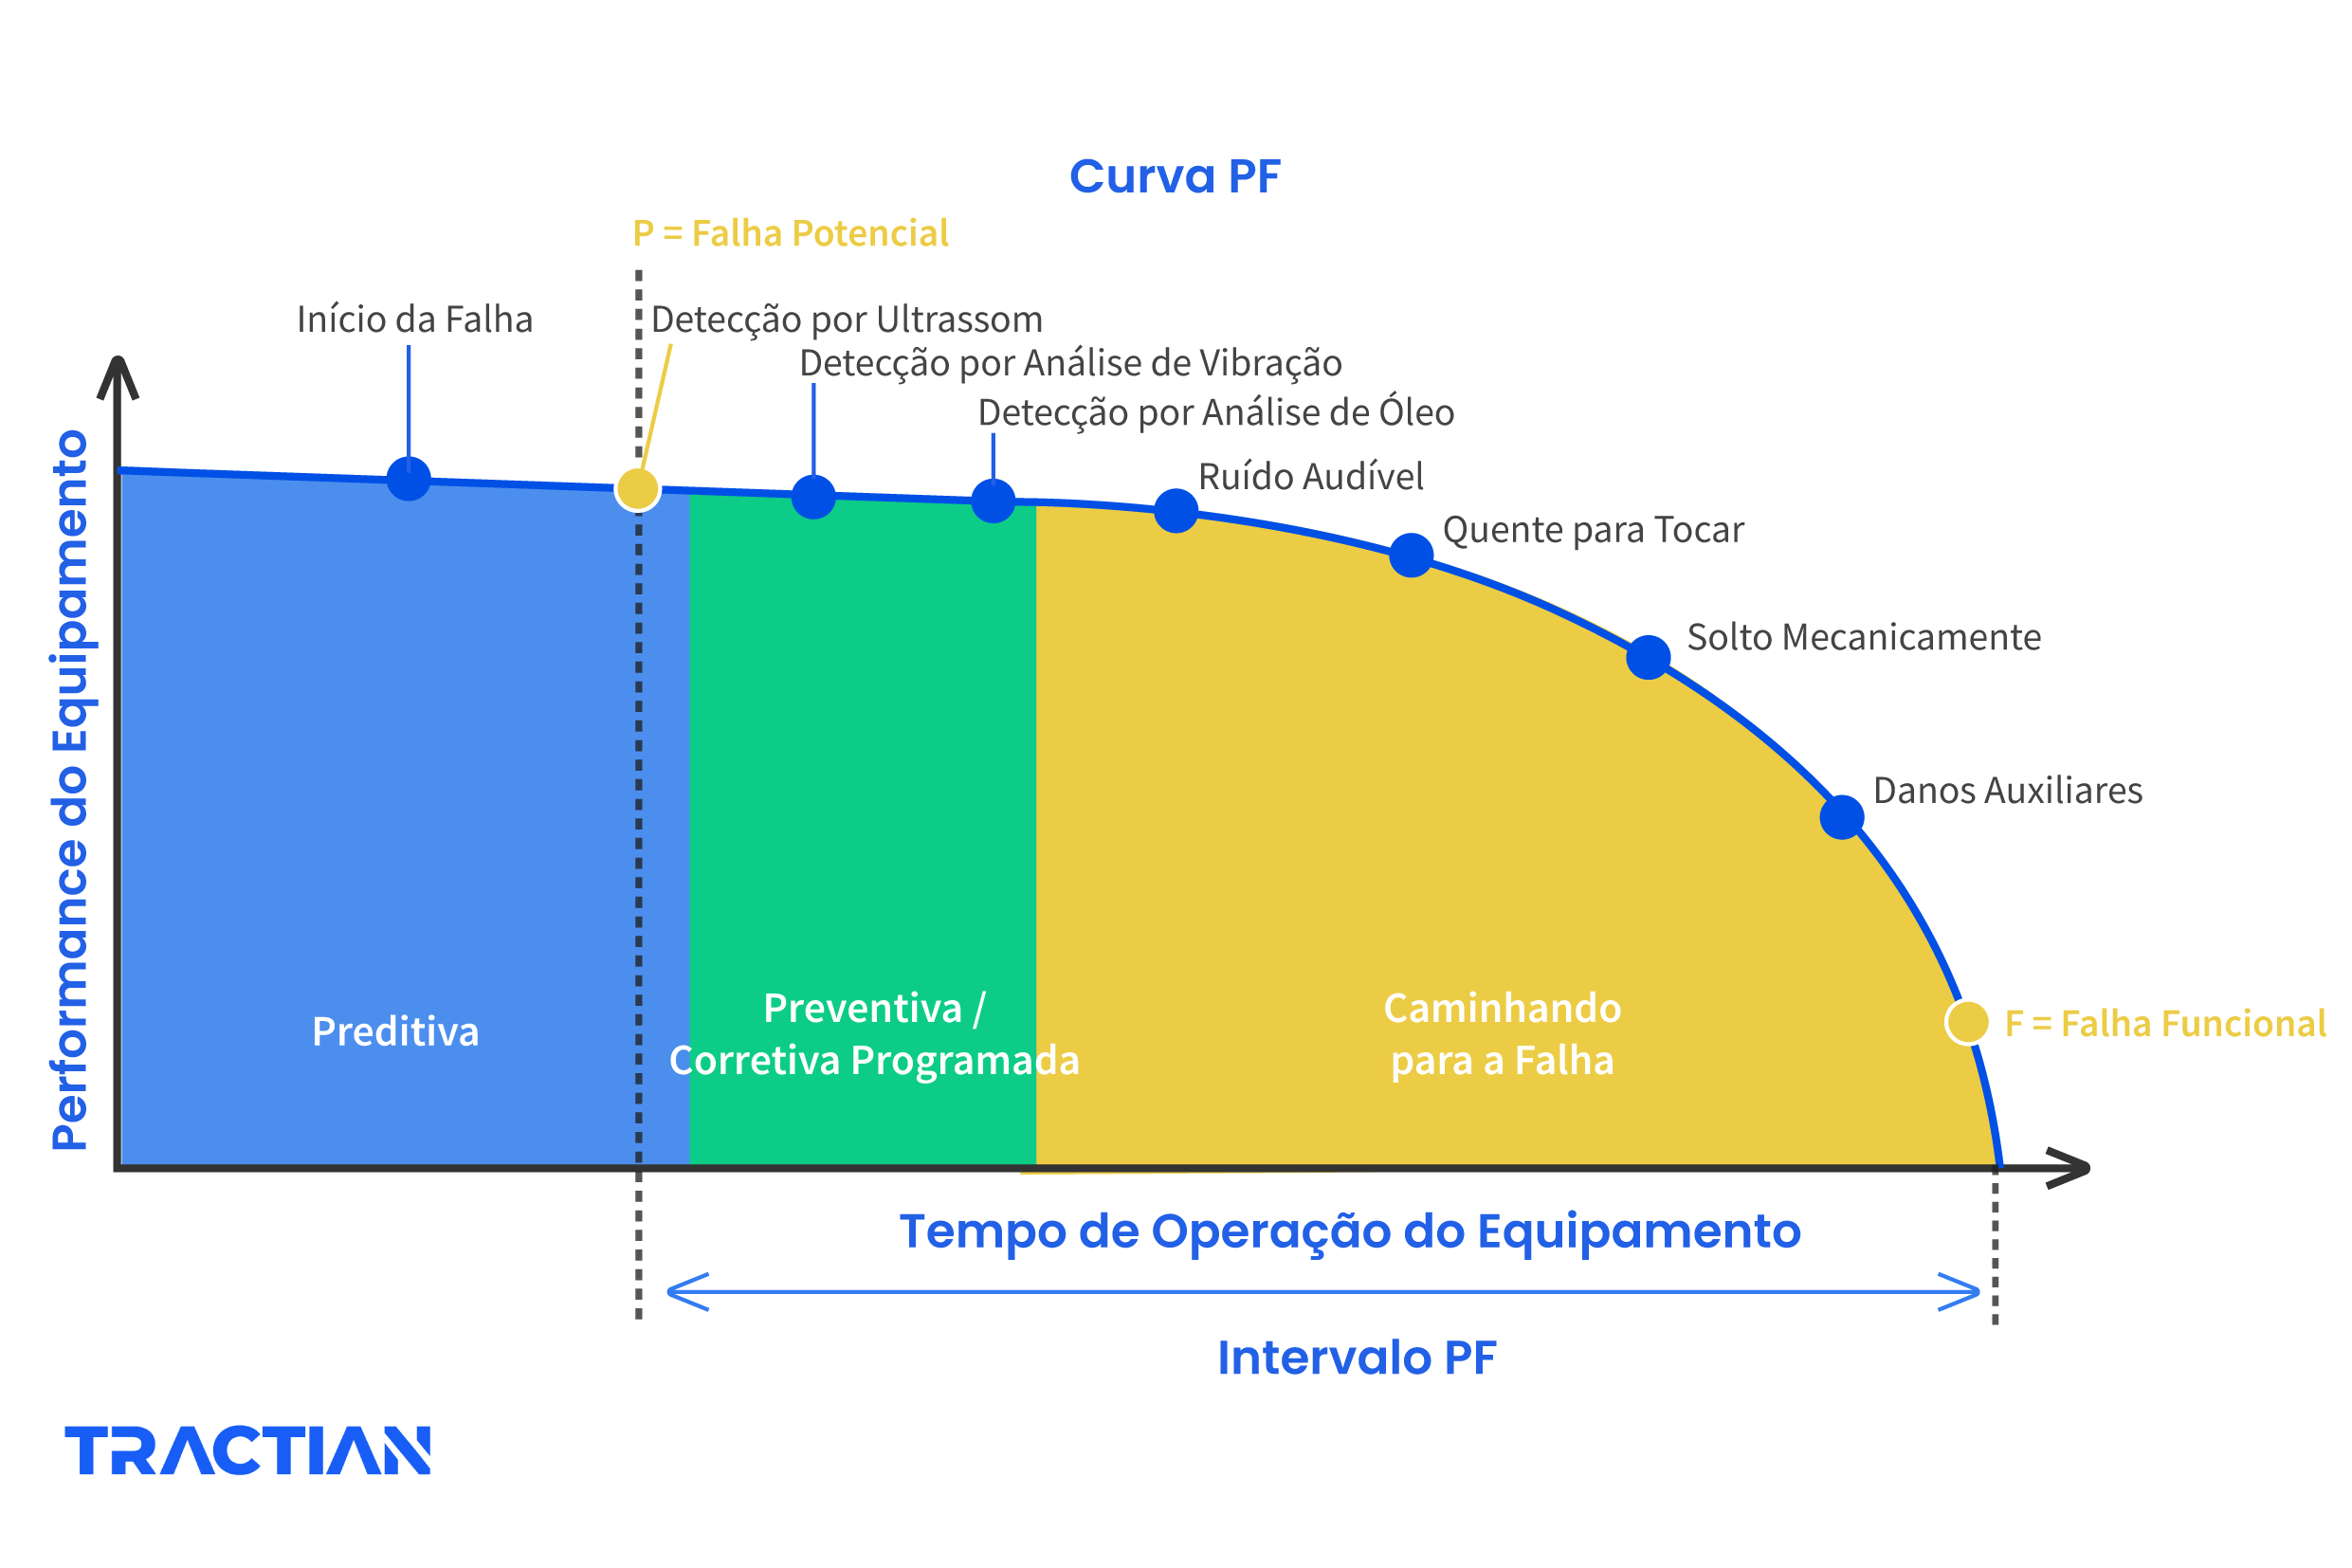 Curva PF
P = Falha Potencial
Início da Falha
Detecção por Ultrassom
Detecção por Análise de Vibração
Detecção por Análise de Óleo
Ruído Audível
Quente para Tocar
Solto Mecanicamente
Danos Auxiliares
F = Falha Funcional
Performance do Equipamento
Preditiva
Preventiva /
Corretiva Programada
Caminhando
para a Falha
Tempo de Operação do Equipamento
Intervalo PF
TRACTIAN